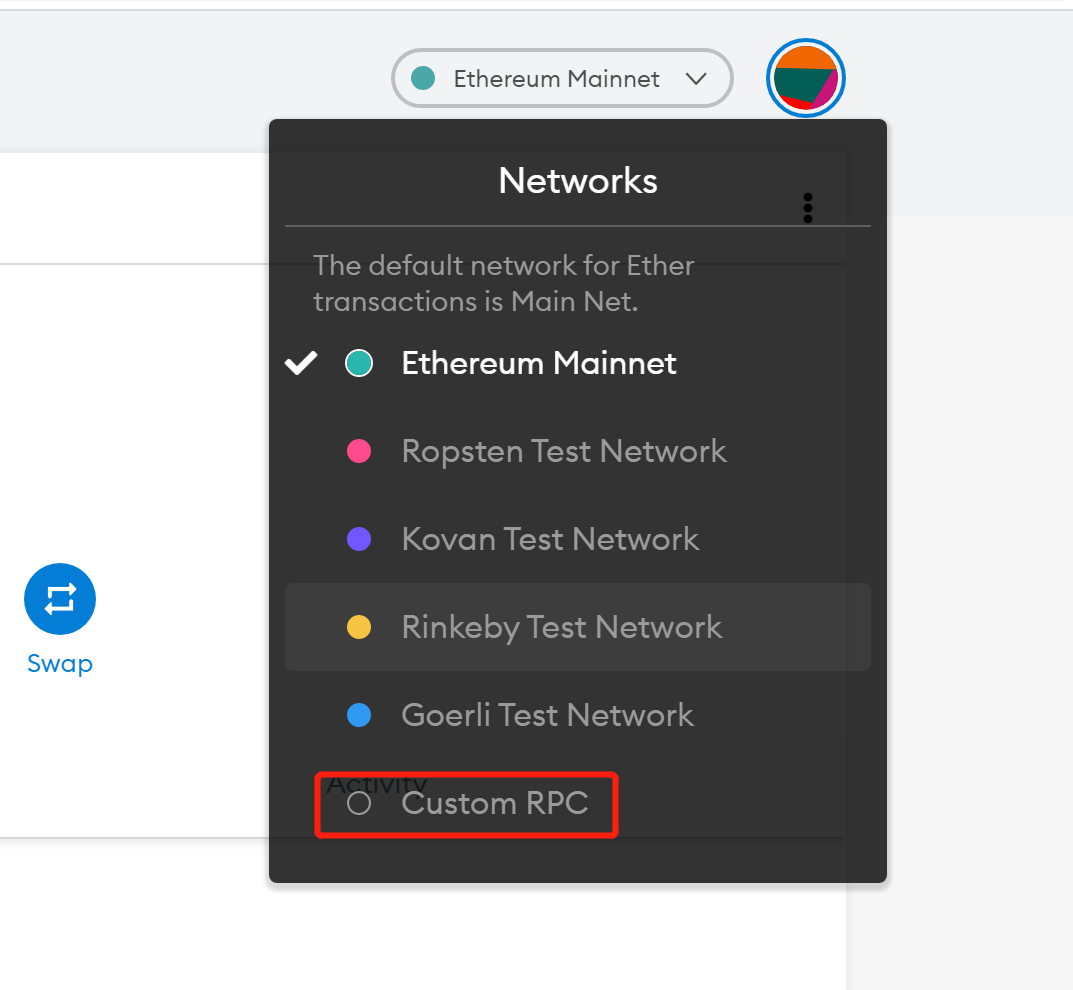 Ethereum Mainnet
Networks
The default network for Ether
transactions is Main Net.
Ethereum Mainnet
Ropsten Test Network
Kovan Test Network
Rinkeby Test Network
Swap
Goerli Test Network
Activity
Custom RPC